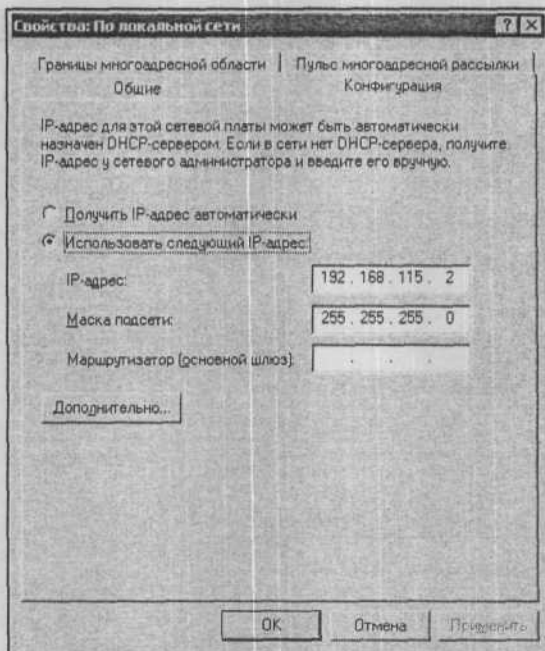 Свойства: По локальной сети
Границы многоадресной области
Пульс многоадресной рассылки
Общие
Конфигурация
IP-адрес для этой сетевой платы может быть автоматически
назначен DHCP-сервером. Если в сети нет DHCP-сервера, получите
IP-адрес у сетевого администратора и введите его вручную.
Получить IP-адрес автоматически
Использовать следующий IP-адрес:
IP-адрес:
192 . 168 . 115 . 2
Маска подсети:
255 . 255 . 255 . 0
Маршрутизатор (основной шлюз):
. . .
Дополнительно...
OK
Отмена
Применить